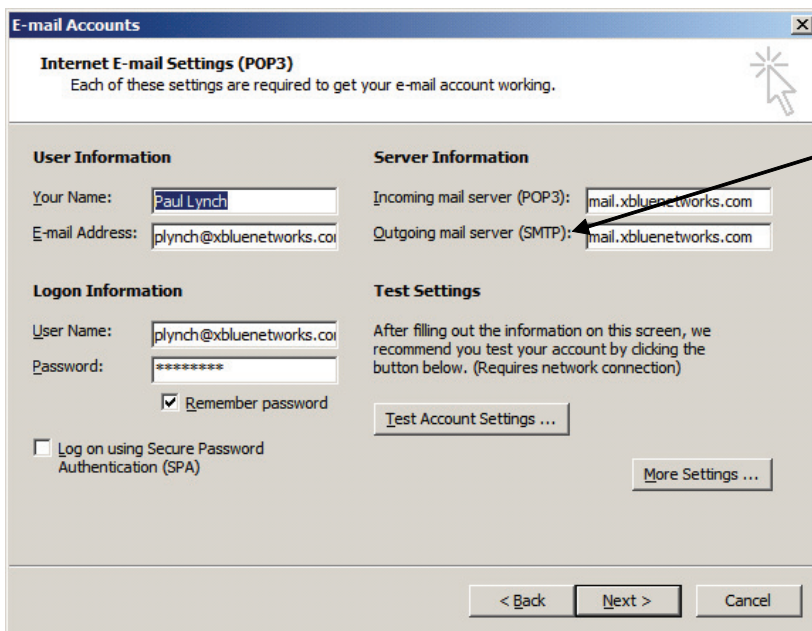 E-mail Accounts
Internet E-mail Settings (POP3)
Each of these settings are required to get your e-mail account working.
User Information
Your Name: Paul Lynch
E-mail Address: plynch@xbluenetworks.co
Logon Information
User Name: plynch@xbluenetworks.co
Password: ********
Remember password
Log on using Secure Password
Authentication (SPA)
Server Information
Incoming mail server (POP3): mail.xbluenetworks.com
Outgoing mail server (SMTP): mail.xbluenetworks.com
Test Settings
After filling out the information on this screen, we
recommend you test your account by clicking the
button below. (Requires network connection)
Test Account Settings ...
More Settings ...
< Back
Next >
Cancel